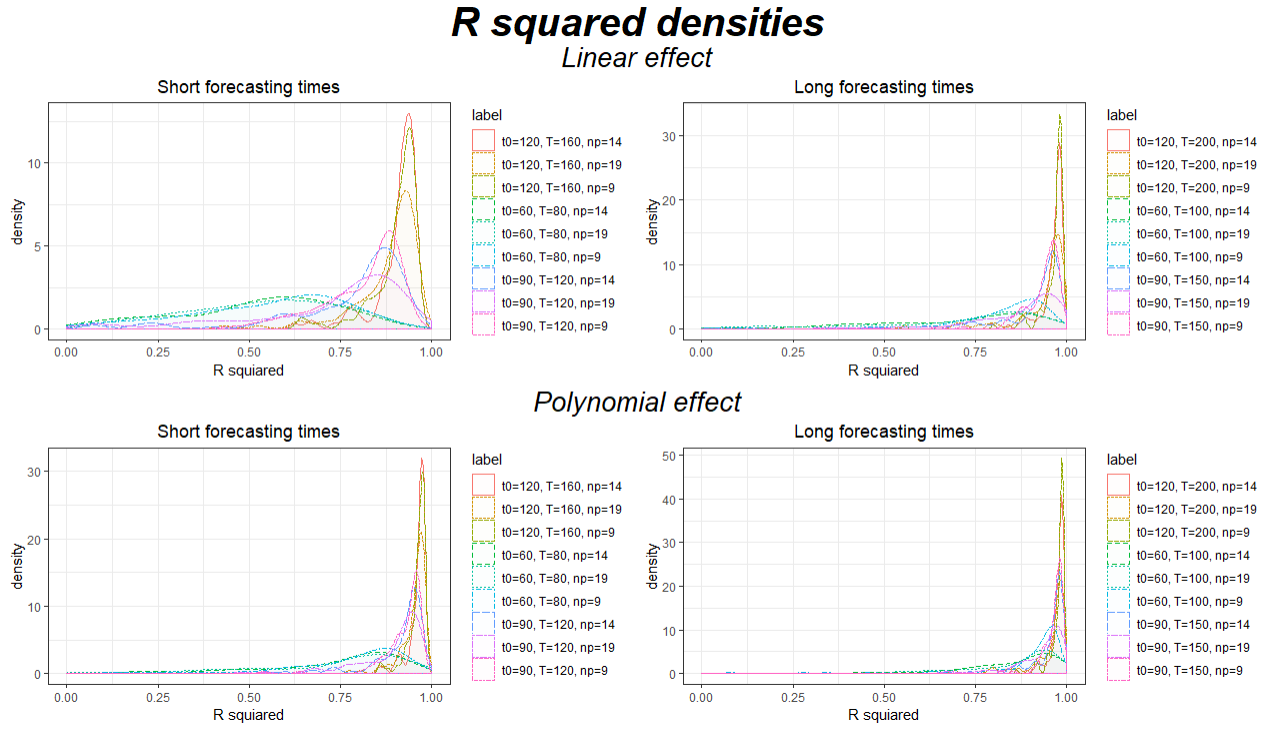 R squared densities
Linear effect
Short forecasting times
density
10
5
0
0.00 0.25 0.50 0.75 1.00
R squiared
label
t0=120, T=160, np=14
t0=120, T=160, np=19
t0=120, T=160, np=9
t0=60, T=80, np=14
t0=60, T=80, np=19
t0=60, T=80, np=9
t0=90, T=120, np=14
t0=90, T=120, np=19
t0=90, T=120, np=9
Long forecasting times
density
30
20
10
0
0.00 0.25 0.50 0.75 1.00
R squared
label
t0=120, T=200, np=14
t0=120, T=200, np=19
t0=120, T=200, np=9
t0=60, T=100, np=14
t0=60, T=100, np=19
t0=60, T=100, np=9
t0=90, T=150, np=14
t0=90, T=150, np=19
t0=90, T=150, np=9
Polynomial effect
Short forecasting times
density
30
20
10
0
0.00 0.25 0.50 0.75 1.00
R squiared
label
t0=120, T=160, np=14
t0=120, T=160, np=19
t0=120, T=160, np=9
t0=60, T=80, np=14
t0=60, T=80, np=19
t0=60, T=80, np=9
t0=90, T=120, np=14
t0=90, T=120, np=19
t0=90, T=120, np=9
Long forecasting times
density
50
40
30
20
10
0
0.00 0.25 0.50 0.75 1.00
R squared
label
t0=120, T=200, np=14
t0=120, T=200, np=19
t0=120, T=200, np=9
t0=60, T=100, np=14
t0=60, T=100, np=19
t0=60, T=100, np=9
t0=90, T=150, np=14
t0=90, T=150, np=19
t0=90, T=150, np=9